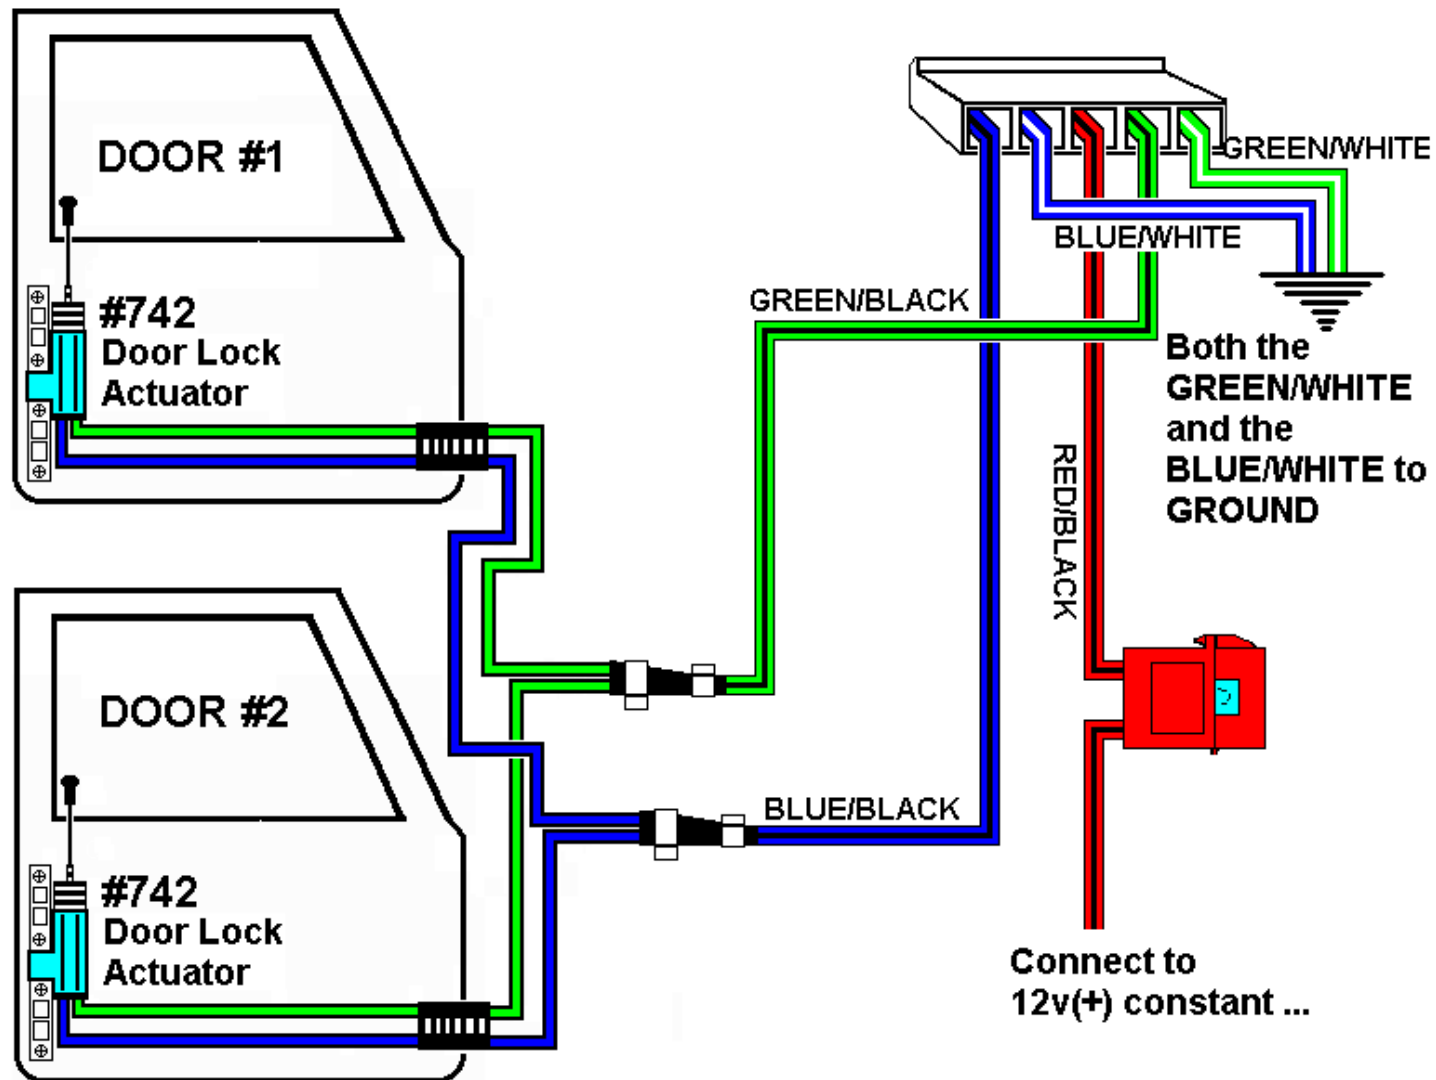 DOOR #1
#742
Door Lock
Actuator
GREEN/WHITE
BLUE/WHITE
GREEN/BLACK
Both the
GREEN/WHITE
and the
BLUE/WHITE to
GROUND
RED/BLACK
DOOR #2
#742
Door Lock
Actuator
BLUE/BLACK
Connect to
12v(+) constant ...